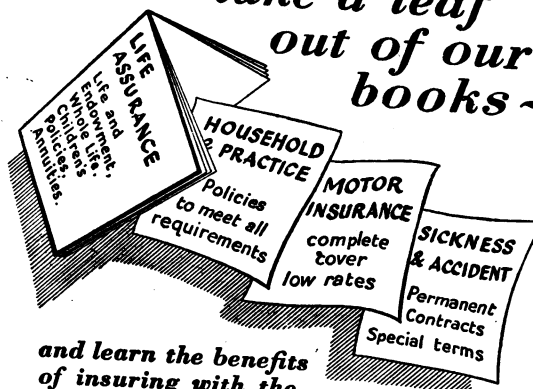 take a leaf
out of our
books~
LIFE
ASSURANCE
Life and
Endowment,
Whole Life,
Children's
Policies,
Annuities.
HOUSEHOLD
& PRACTICE
Policies
to meet all
requirements
MOTOR
INSURANCE
complete
cover
low rates
SICKNESS
& ACCIDENT
Permanent
Contracts
Special terms
and learn the benefits
of insuring with the